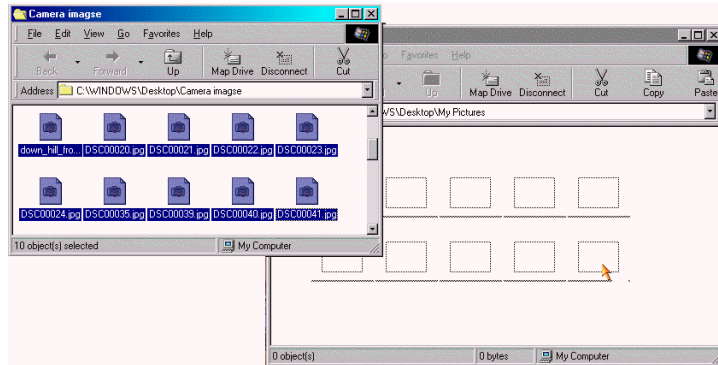 Camera imagse
File Edit View Go Favorites Help
Back Forward Up Map Drive Disconnect Cut
Address C:\WINDOWS\Desktop\Camera imagse
down_hill_fro... DSC00020.jpg DSC00021.jpg DSC00022.jpg DSC00023.jpg
DSC00024.jpg DSC00035.jpg DSC00039.jpg DSC00040.jpg DSC00041.jpg
10 object(s) selected My Computer
Favorites Help
Up Map Drive Disconnect Cut Copy Paste
WS\Desktop\My Pictures
0 object(s) 0 bytes My Computer